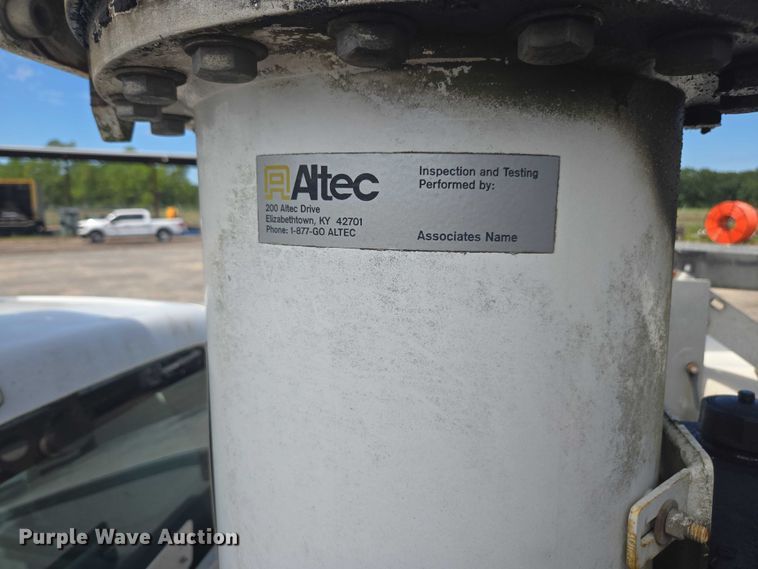 Altec
200 Altec Drive
Elizabethtown, KY 42701
Phone: 1-877-GO ALTEC
Inspection and Testing
Performed by:
Associates Name
Purple Wave Auction